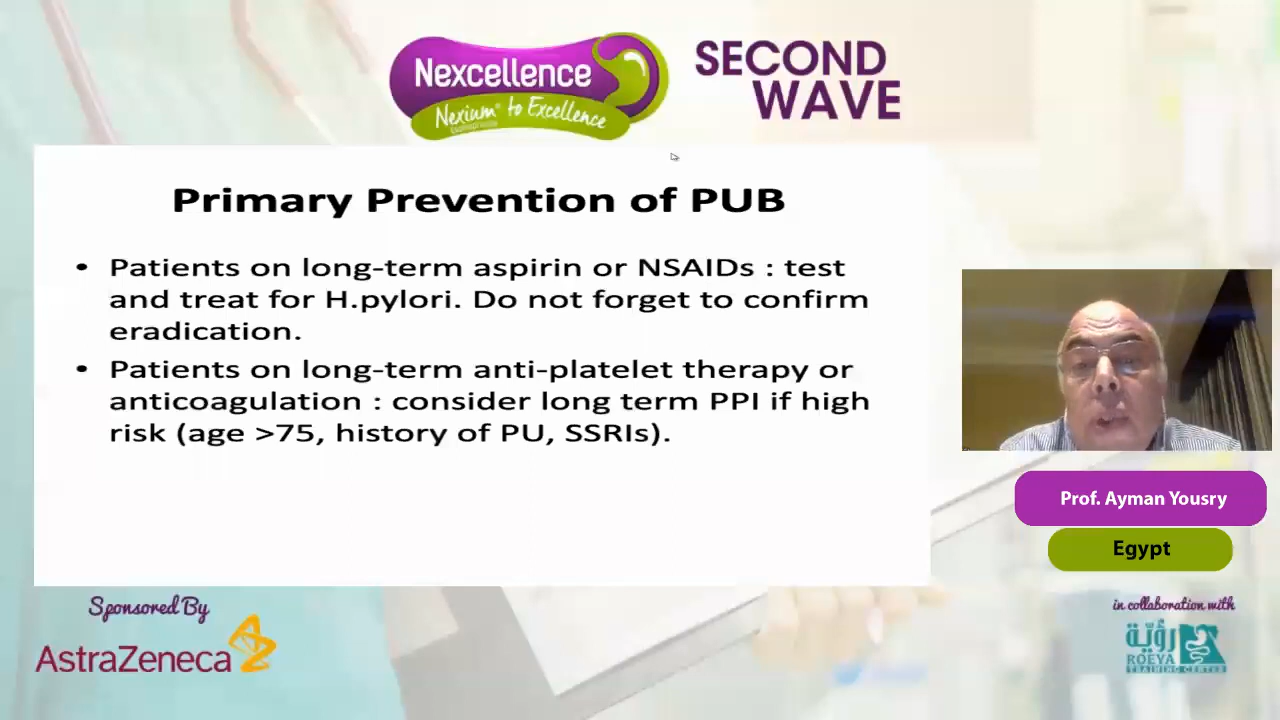 Nexcellence
Nexium® to Excellence
esomeprazole
SECOND
WAVE
Primary Prevention of PUB
• Patients on long-term aspirin or NSAIDs : test
and treat for H.pylori. Do not forget to confirm
eradication.
• Patients on long-term anti-platelet therapy or
anticoagulation : consider long term PPI if high
risk (age >75, history of PU, SSRIs).
Prof. Ayman Yousry
Egypt
Sponsored By
AstraZeneca
in collaboration with
رؤية
ROEYA
TRAINING CENTER